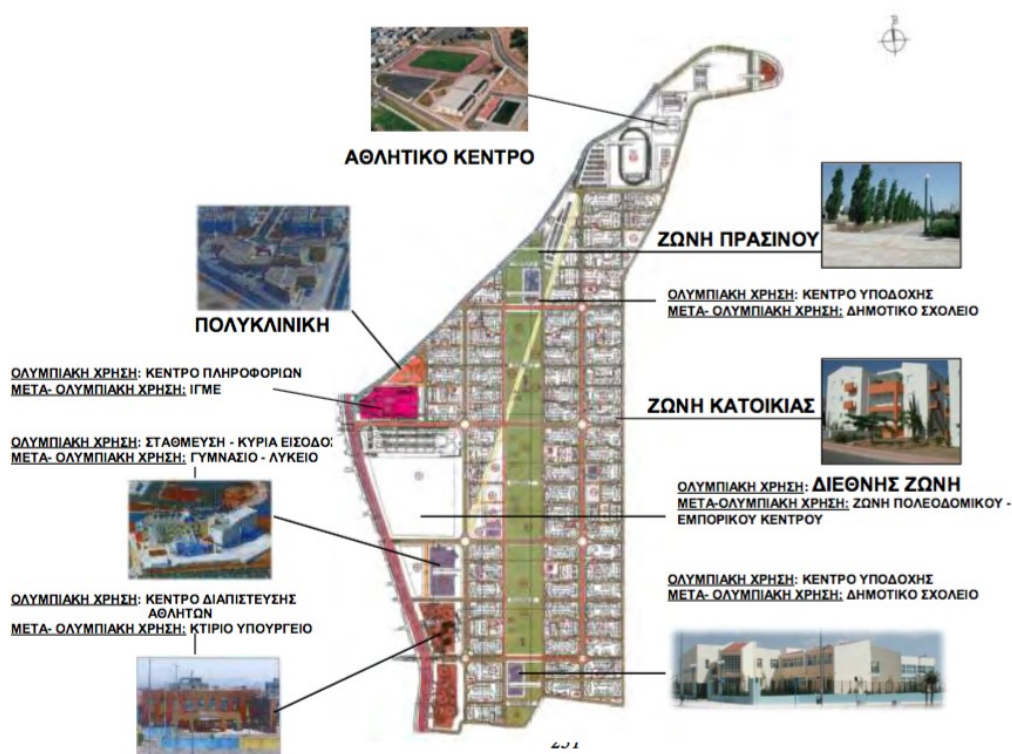 Β
ΑΘΛΗΤΙΚΟ ΚΕΝΤΡΟ
ΖΩΝΗ ΠΡΑΣΙΝΟΥ
ΟΛΥΜΠΙΑΚΗ ΧΡΗΣΗ: ΚΕΝΤΡΟ ΥΠΟΔΟΧΗΣ
ΜΕΤΑ- ΟΛΥΜΠΙΑΚΗ ΧΡΗΣΗ: ΔΗΜΟΤΙΚΟ ΣΧΟΛΕΙΟ
ΠΟΛΥΚΛΙΝΙΚΗ
ΟΛΥΜΠΙΑΚΗ ΧΡΗΣΗ: ΚΕΝΤΡΟ ΠΛΗΡΟΦΟΡΙΩΝ
ΜΕΤΑ- ΟΛΥΜΠΙΑΚΗ ΧΡΗΣΗ: ΙΓΜΕ
ΖΩΝΗ ΚΑΤΟΙΚΙΑΣ
ΟΛΥΜΠΙΑΚΗ ΧΡΗΣΗ: ΣΤΑΘΜΕΥΣΗ - ΚΥΡΙΑ ΕΙΣΟΔΟΣ
ΜΕΤΑ- ΟΛΥΜΠΙΑΚΗ ΧΡΗΣΗ: ΓΥΜΝΑΣΙΟ - ΛΥΚΕΙΟ
ΟΛΥΜΠΙΑΚΗ ΧΡΗΣΗ: ΔΙΕΘΝΗΣ ΖΩΝΗ
ΜΕΤΑ-ΟΛΥΜΠΙΑΚΗ ΧΡΗΣΗ: ΖΩΝΗ ΠΟΛΕΟΔΟΜΙΚΟΥ -
ΕΜΠΟΡΙΚΟΥ ΚΕΝΤΡΟΥ
ΟΛΥΜΠΙΑΚΗ ΧΡΗΣΗ: ΚΕΝΤΡΟ ΥΠΟΔΟΧΗΣ
ΜΕΤΑ- ΟΛΥΜΠΙΑΚΗ ΧΡΗΣΗ: ΔΗΜΟΤΙΚΟ ΣΧΟΛΕΙΟ
ΟΛΥΜΠΙΑΚΗ ΧΡΗΣΗ: ΚΕΝΤΡΟ ΔΙΑΠΙΣΤΕΥΣΗΣ
ΑΘΛΗΤΩΝ
ΜΕΤΑ- ΟΛΥΜΠΙΑΚΗ ΧΡΗΣΗ: ΚΤΙΡΙΟ ΥΠΟΥΡΓΕΙΟ